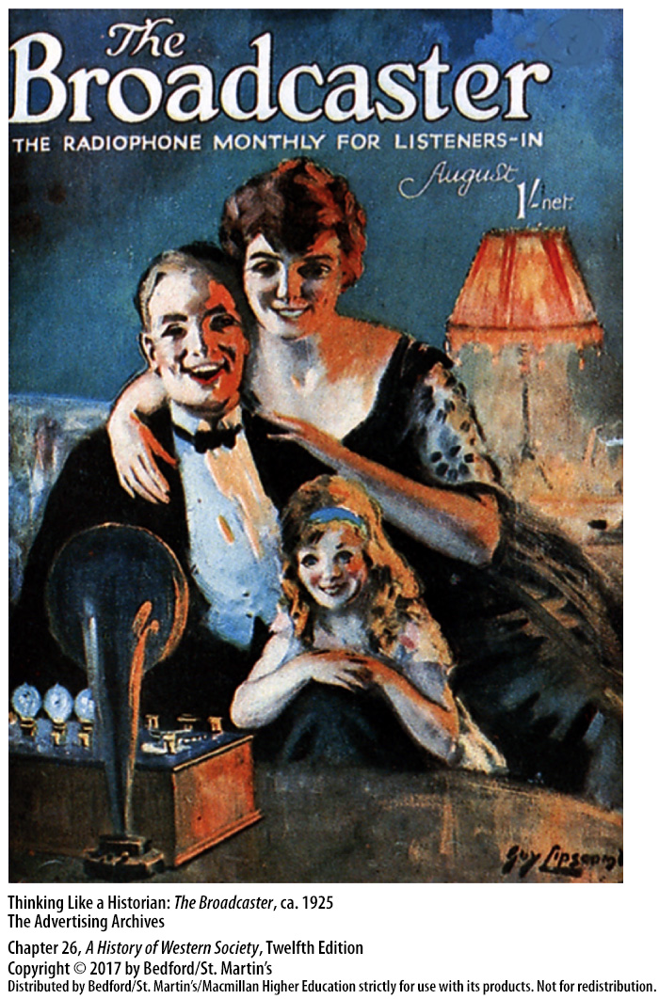 The
Broadcaster
THE RADIOPHONE MONTHLY FOR LISTENERS-IN
August
1/- net.
Guy Lipscomb
Thinking Like a Historian: The Broadcaster, ca. 1925
The Advertising Archives
Chapter 26, A History of Western Society, Twelfth Edition
Copyright © 2017 by Bedford/St. Martin’s
Distributed by Bedford/St. Martin’s/Macmillan Higher Education strictly for use with its products. Not for redistribution.